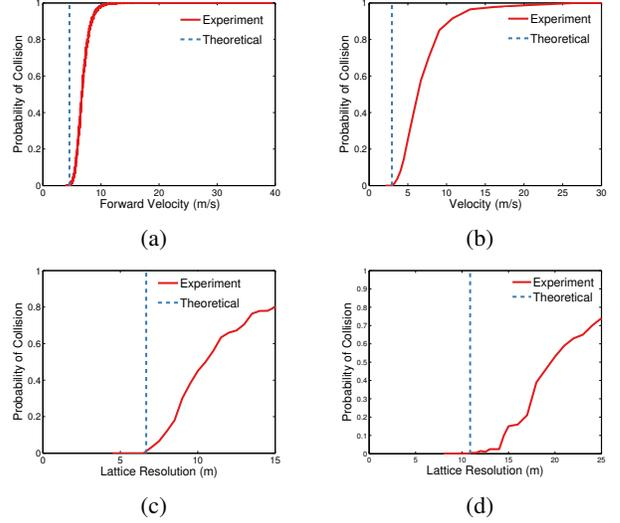 1
0.8
0.6
0.4
0.2
0
Probability of Collision
Experiment
Theoretical
0 10 20 30 40
Forward Velocity (m/s)
(a)
1
0.8
0.6
0.4
0.2
0
Probability of Collision
Experiment
Theoretical
0 5 10 15 20 25 30
Velocity (m/s)
(b)
1
0.8
0.6
0.4
0.2
0
Probability of Collision
Experiment
Theoretical
0 5 10 15
Lattice Resolution (m)
(c)
1
0.9
0.8
0.7
0.6
0.5
0.4
0.3
0.2
0.1
0
Probability of Collision
Experiment
Theoretical
0 5 10 15 20 25
Lattice Resolution (m)
(d)